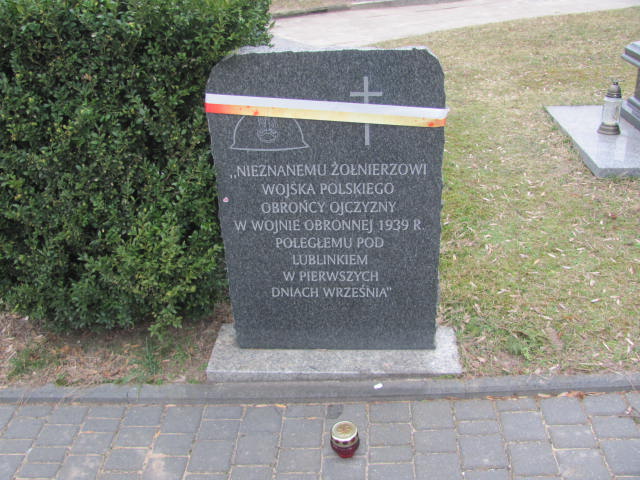 „NIEZNANEMU ŻOŁNIERZOWI
WOJSKA POLSKIEGO
OBROŃCY OJCZYZNY
W WOJNIE OBRONNEJ 1939 R.
POLEGŁEMU POD
LUBLINKIEM
W PIERWSZYCH
DNIACH WRZEŚNIA"